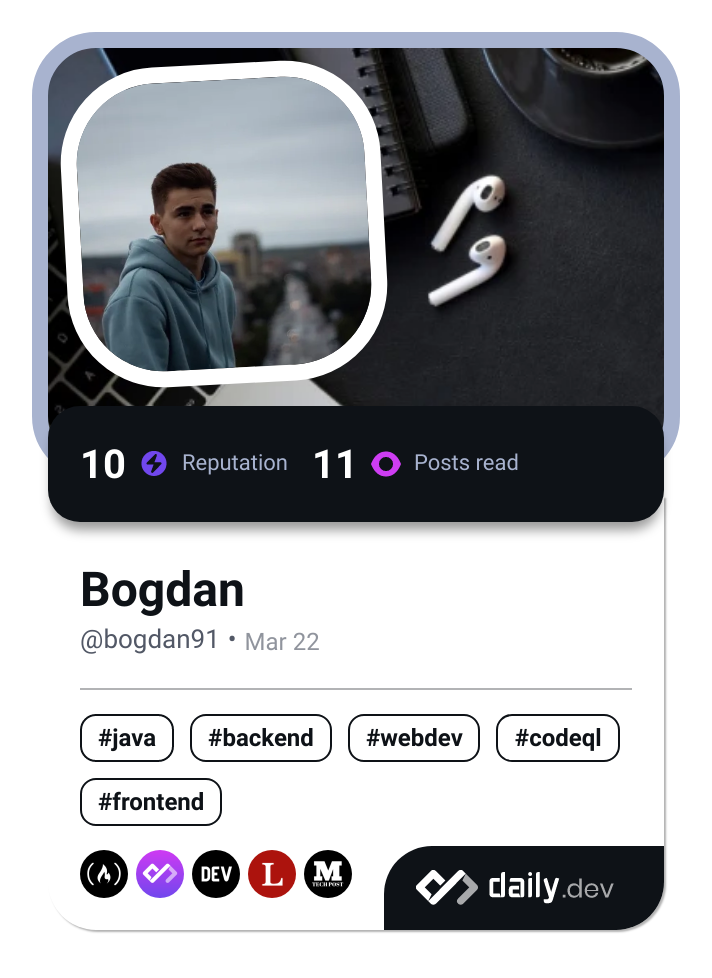 10 Reputation 11 Posts read
Bogdan
@bogdan91 • Mar 22
#java #backend #webdev #codeql
#frontend
DEV L M TECH POST
daily.dev